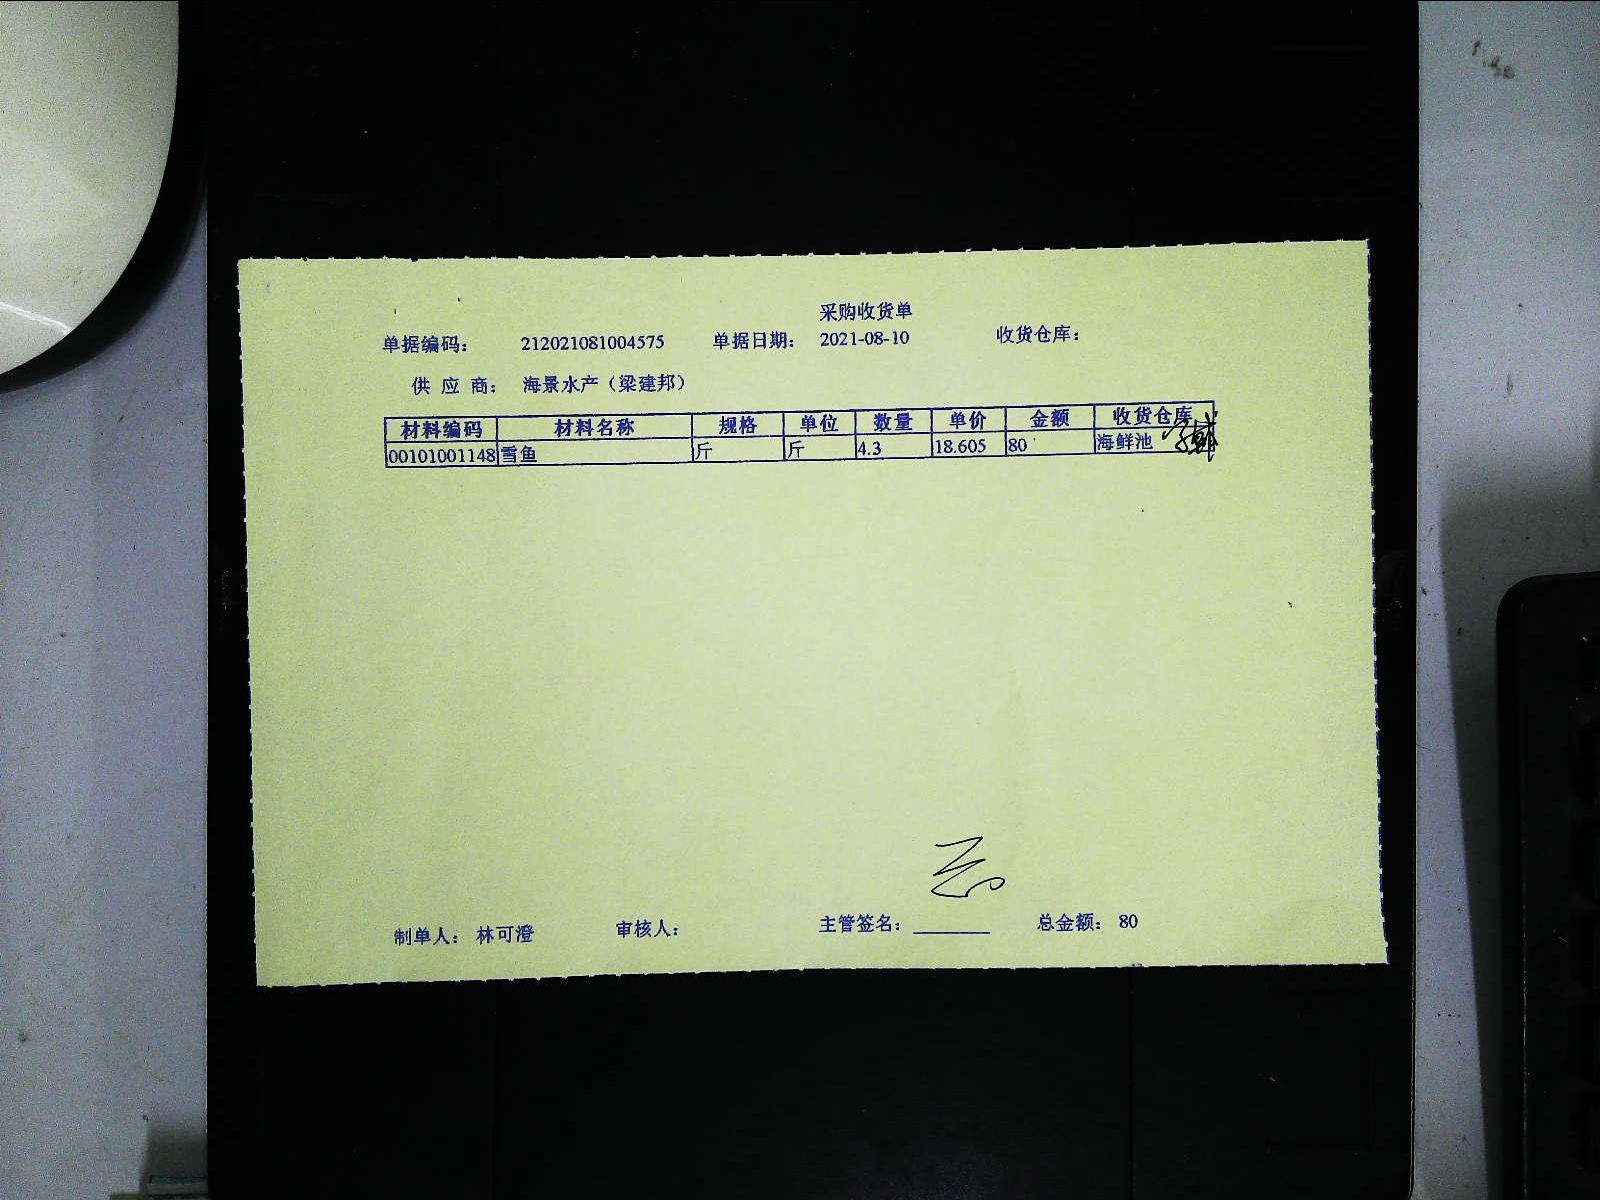 采购收货单
单据编码： 212021081004575 单据日期： 2021-08-10 收货仓库：
供 应 商： 海景水产（梁建邦）
材料编码 材料名称 规格 单位 数量 单价 金额 收货仓库
00101001148 雪鱼 斤 斤 4.3 18.605 80 海鲜池
制单人： 林可澄 审核人： 主管签名： 总金额： 80